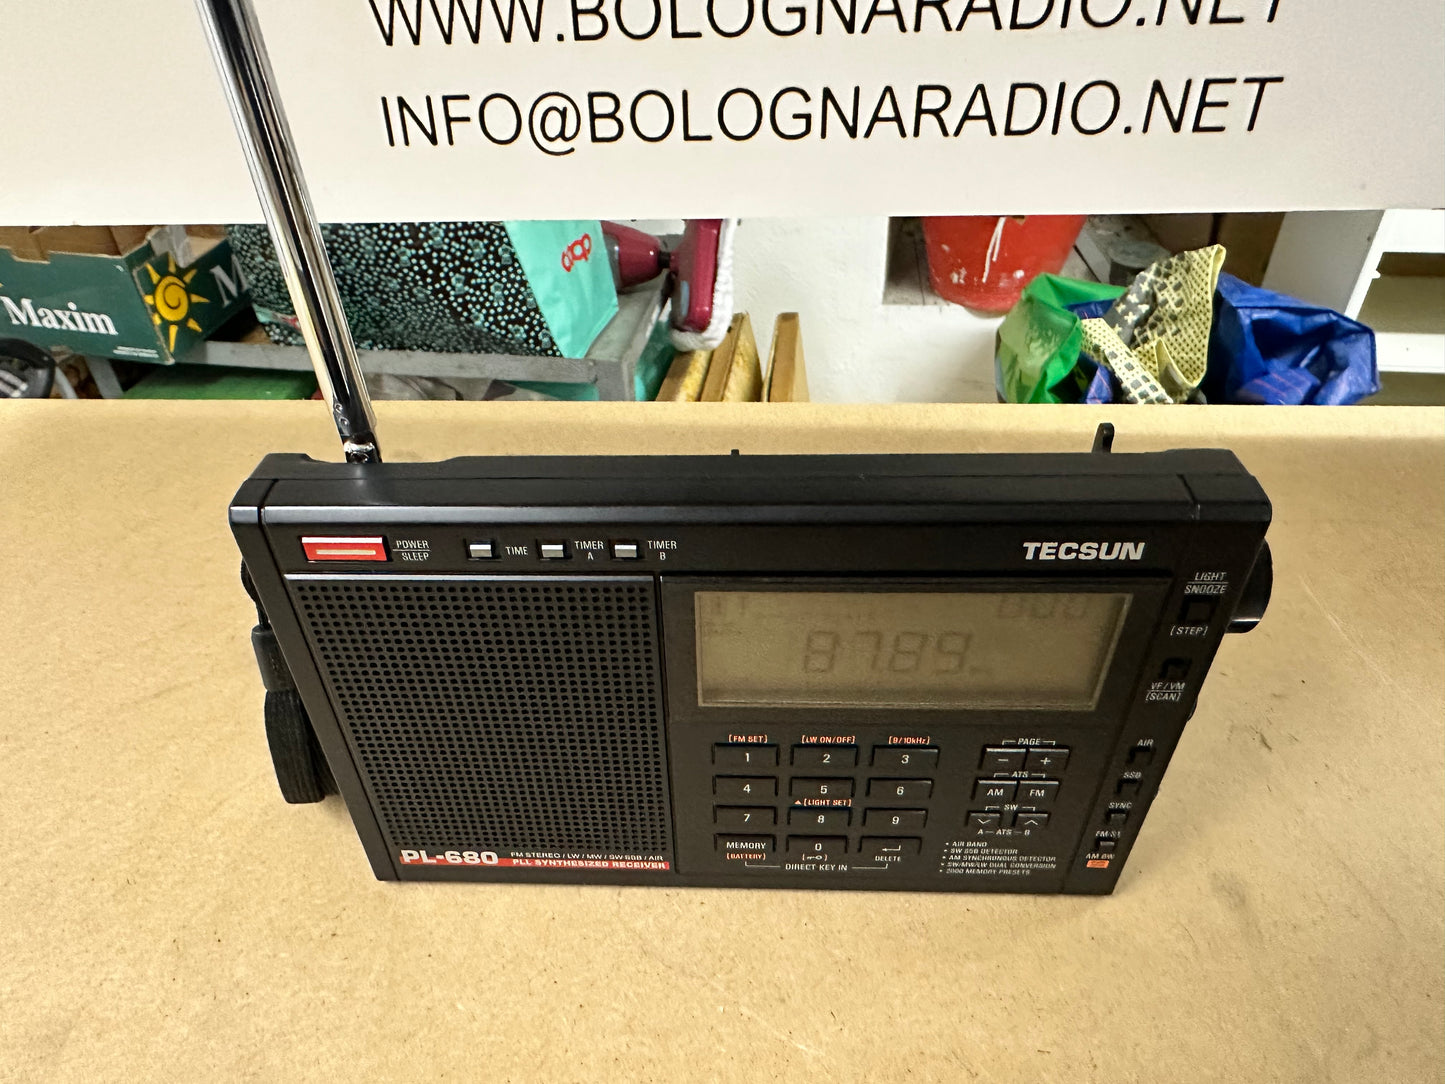 WWW.BOLOGNARADIO.NET
INFO@BOLOGNARADIO.NET
Maxim
M
coop
POWER
SLEEP
TIME
TIMER
A
TIMER
B
TECSUN
LIGHT
SNOOZE
[STEP]
87.89
VF/VM
[SCAN]
[FM SET] [LW ON/OFF] [9/10kHz]
1 2 3
4 5 6
▲[LIGHT SET]
7 8 9
MEMORY 0
[BATTERY] DELETE
DIRECT KEY IN
PAGE
- +
ATS
AM FM
SW
A—ATS—B
AIR
SSB
SYNC
FM-ST.
AM BW
• AIR BAND
• SW SSB DETECTOR
• AM SYNCHRONOUS DETECTOR
• SW/MW/LW DUAL CONVERSION
• 2000 MEMORY PRESETS
PL-680
FM STEREO / LW / MW / SW·SSB / AIR
PLL SYNTHESIZED RECEIVER